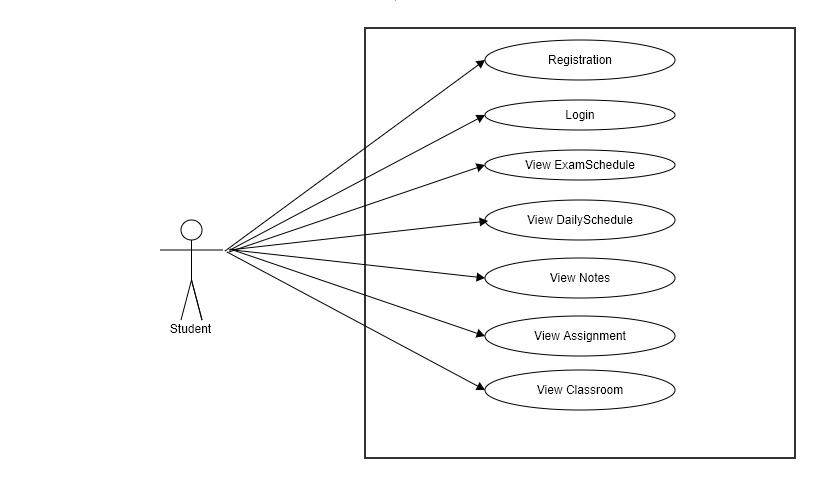 Registration
Login
View ExamSchedule
View DailySchedule
View Notes
View Assignment
View Classroom
Student